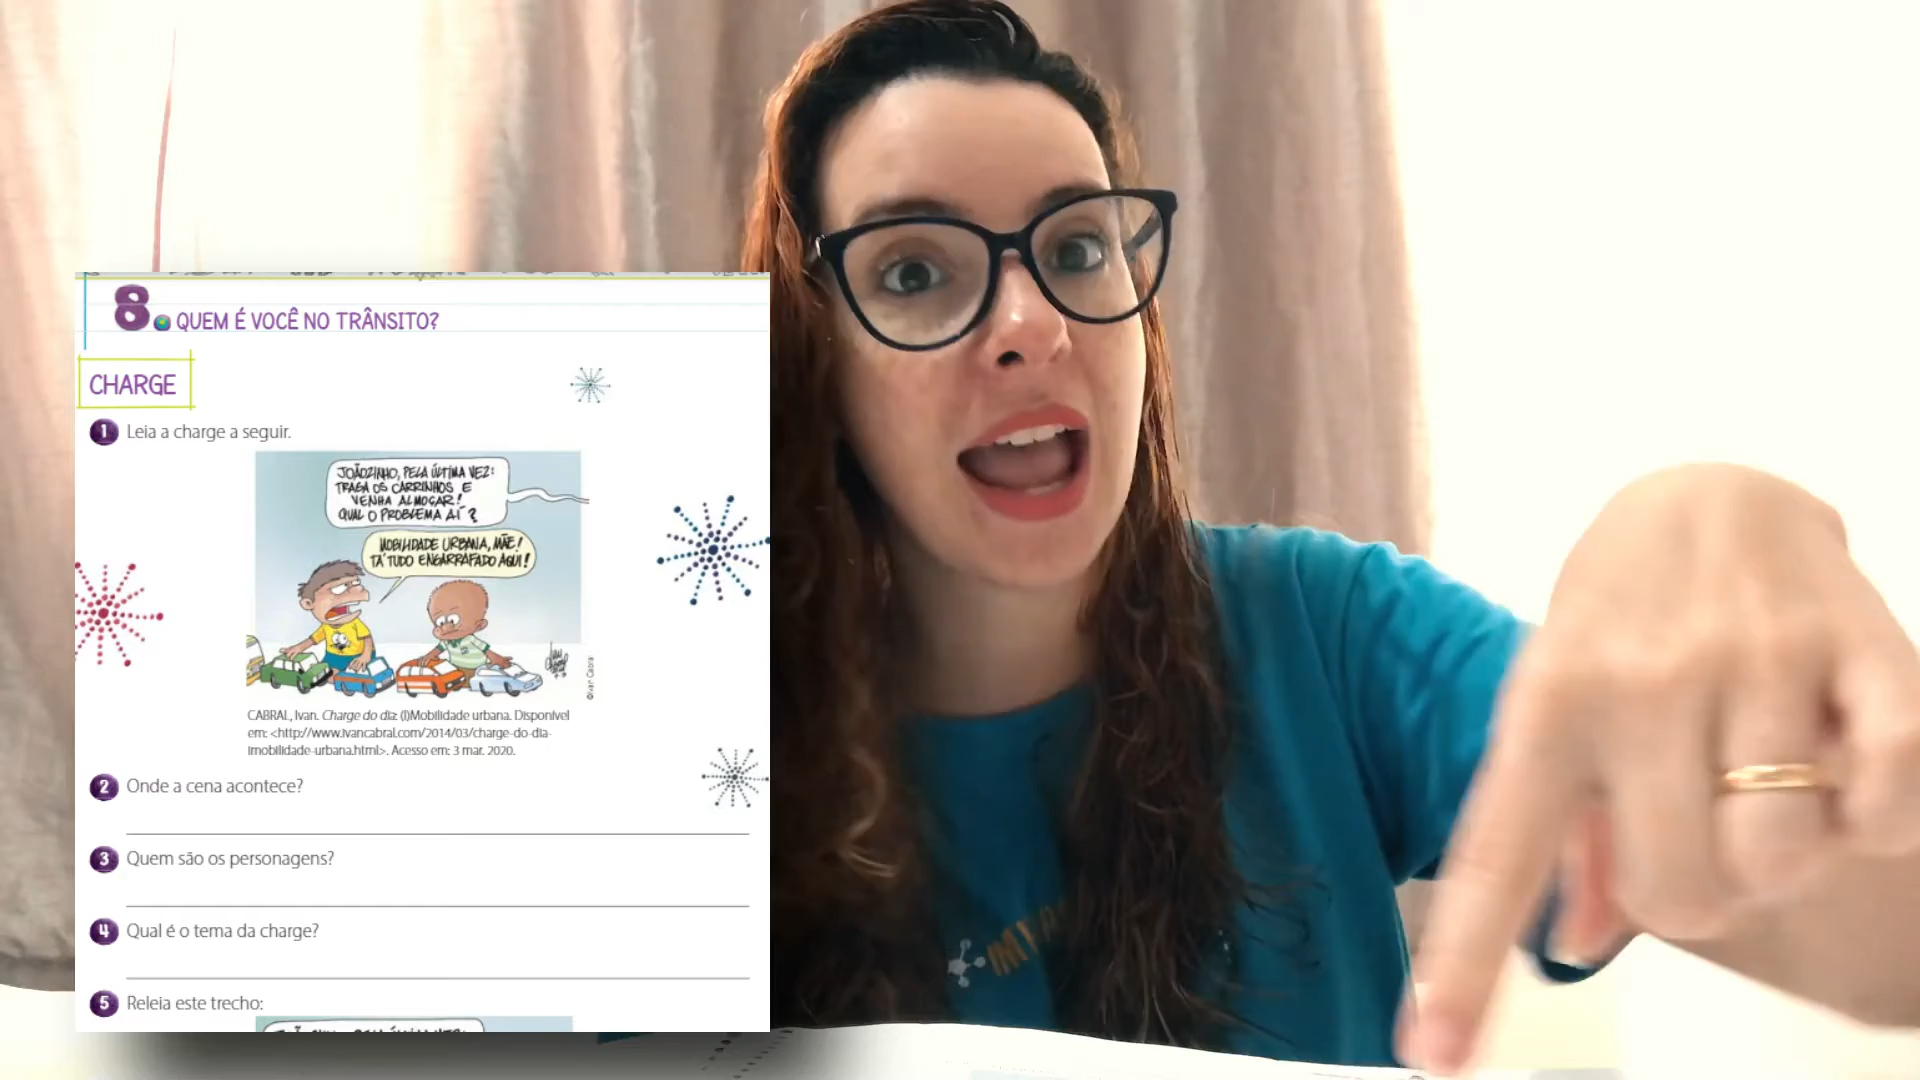 8. QUEM É VOCÊ NO TRÂNSITO?
CHARGE
1 Leia a charge a seguir.
JOÃOZINHO, PELA ÚLTIMA VEZ:
TRAGA OS CARRINHOS E
VENHA ALMOÇAR!
QUAL O PROBLEMA AÍ?
MOBILIDADE URBANA, MÃE!
TÁ TUDO ENGARRAFADO AQUI!
©Ivan Cabral
CABRAL, Ivan. Charge do dia: (I)Mobilidade urbana. Disponível
em: <http://www.ivancabral.com/2014/03/charge-do-dia-
imobilidade-urbana.html>. Acesso em: 3 mar. 2020.
2 Onde a cena acontece?
3 Quem são os personagens?
4 Qual é o tema da charge?
5 Releia este trecho: